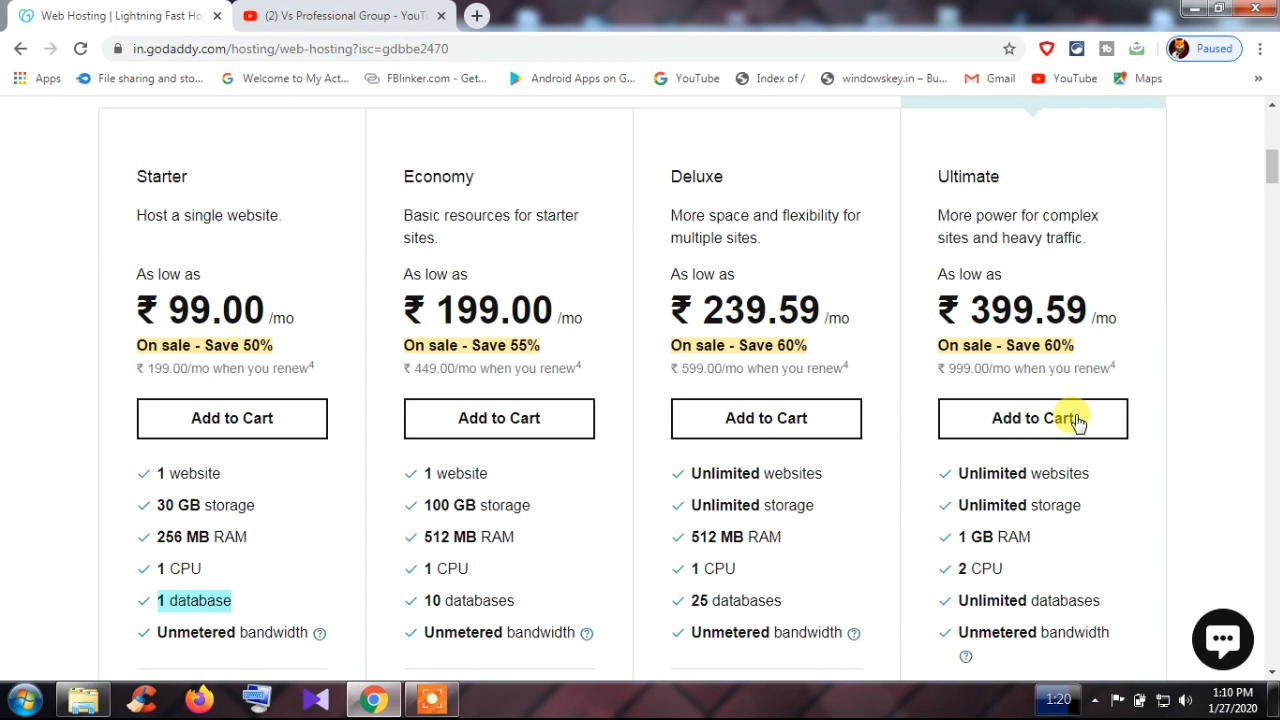 Web Hosting | Lightning Fast Ho
(2) Vs Professional Group - YouT
in.godaddy.com/hosting/web-hosting?isc=gdbbe2470
Paused
Apps
File sharing and sto...
Welcome to My Act...
FBlinker.com - Get...
Android Apps on G...
YouTube
Index of /
windowskey.in – Bu...
Gmail
YouTube
Maps
»
Starter
Host a single website.
As low as
₹ 99.00 /mo
On sale - Save 50%
₹ 199.00/mo when you renew4
Add to Cart
1 website
30 GB storage
256 MB RAM
1 CPU
1 database
Unmetered bandwidth ?
Economy
Basic resources for starter
sites.
As low as
₹ 199.00 /mo
On sale - Save 55%
₹ 449.00/mo when you renew4
Add to Cart
1 website
100 GB storage
512 MB RAM
1 CPU
10 databases
Unmetered bandwidth ?
Deluxe
More space and flexibility for
multiple sites.
As low as
₹ 239.59 /mo
On sale - Save 60%
₹ 599.00/mo when you renew4
Add to Cart
Unlimited websites
Unlimited storage
512 MB RAM
1 CPU
25 databases
Unmetered bandwidth ?
Ultimate
More power for complex
sites and heavy traffic.
As low as
₹ 399.59 /mo
On sale - Save 60%
₹ 999.00/mo when you renew4
Add to Cart
Unlimited websites
Unlimited storage
1 GB RAM
2 CPU
Unlimited databases
Unmetered bandwidth
?
1:20
1:10 PM
1/27/2020